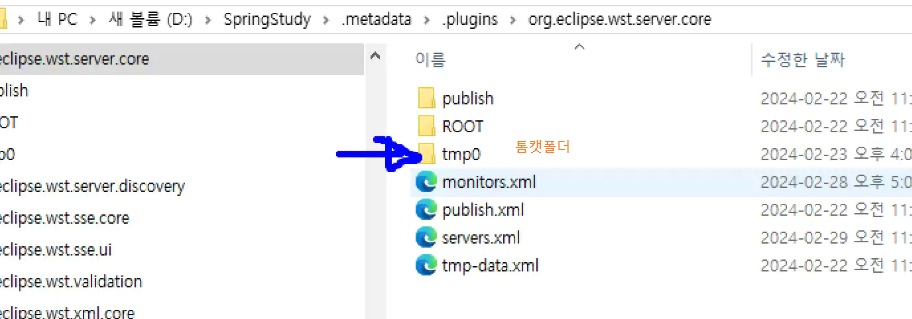 내 PC > 새 볼륨 (D:) > SpringStudy > .metadata > .plugins > org.eclipse.wst.server.core
eclipse.wst.server.core
blish
OT
p0
eclipse.wst.server.discovery
eclipse.wst.sse.core
eclipse.wst.sse.ui
eclipse.wst.validation
eclipse.wst.xml.core
이름 수정한 날짜
publish 2024-02-22 오전 11:
ROOT 2024-02-22 오전 11:
tmp0 톰캣폴더 2024-02-23 오후 4:0
monitors.xml 2024-02-28 오후 5:0
publish.xml 2024-02-22 오전 11:
servers.xml 2024-02-29 오전 11:
tmp-data.xml 2024-02-22 오전 11: